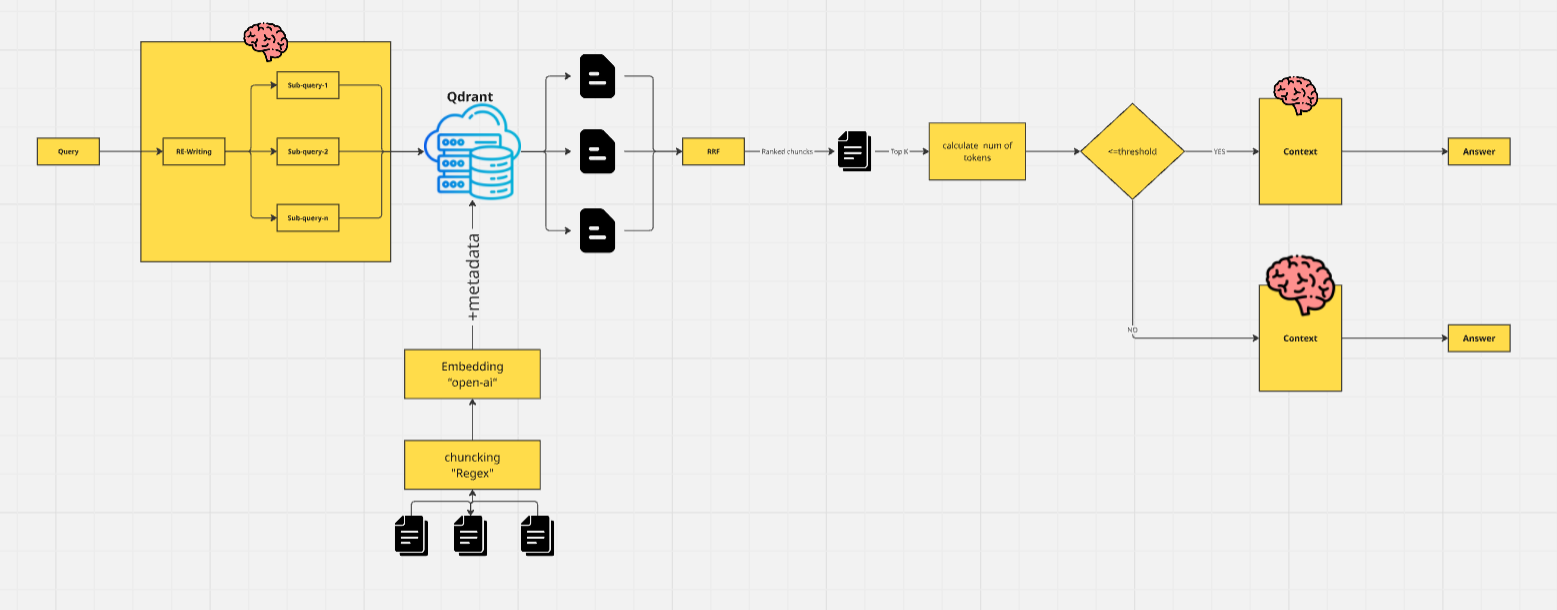 Query
RE-Writing
Sub-query-1
Sub-query-2
Sub-query-n
Qdrant
+metadata
Embedding
"open-ai"
chuncking
"Regex"
RRF
Ranked chuncks
Top K
calculate num of
tokens
<=threshold
YES
Context
Answer
NO
Context
Answer